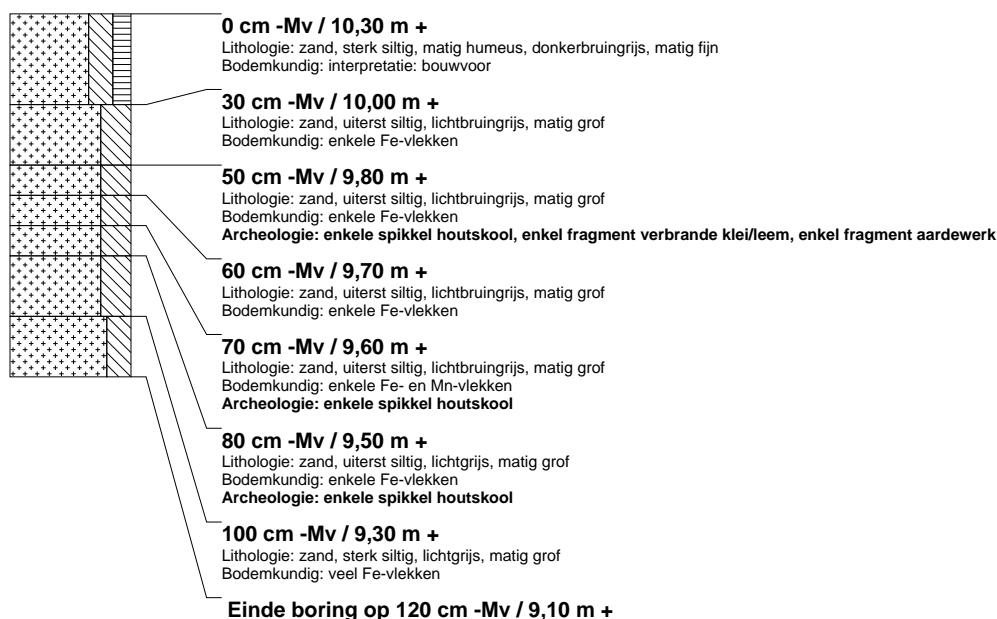 0 cm -Mv / 10,30 m +
Lithologie: zand, sterk siltig, matig humeus, donkerbruingrijs, matig fijn
Bodemkundig: interpretatie: bouwvoor
30 cm -Mv / 10,00 m +
Lithologie: zand, uiterst siltig, lichtbruingrijs, matig grof
Bodemkundig: enkele Fe-vlekken
50 cm -Mv / 9,80 m +
Lithologie: zand, uiterst siltig, lichtbruingrijs, matig grof
Bodemkundig: enkele Fe-vlekken
Archeologie: enkele spikkel houtskool, enkel fragment verbrande klei/leem, enkel fragment aardewerk
60 cm -Mv / 9,70 m +
Lithologie: zand, uiterst siltig, lichtbruingrijs, matig grof
Bodemkundig: enkele Fe-vlekken
70 cm -Mv / 9,60 m +
Lithologie: zand, uiterst siltig, lichtbruingrijs, matig grof
Bodemkundig: enkele Fe- en Mn-vlekken
Archeologie: enkele spikkel houtskool
80 cm -Mv / 9,50 m +
Lithologie: zand, uiterst siltig, lichtgrijs, matig grof
Bodemkundig: enkele Fe-vlekken
Archeologie: enkele spikkel houtskool
100 cm -Mv / 9,30 m +
Lithologie: zand, sterk siltig, lichtgrijs, matig grof
Bodemkundig: veel Fe-vlekken
Einde boring op 120 cm -Mv / 9,10 m +